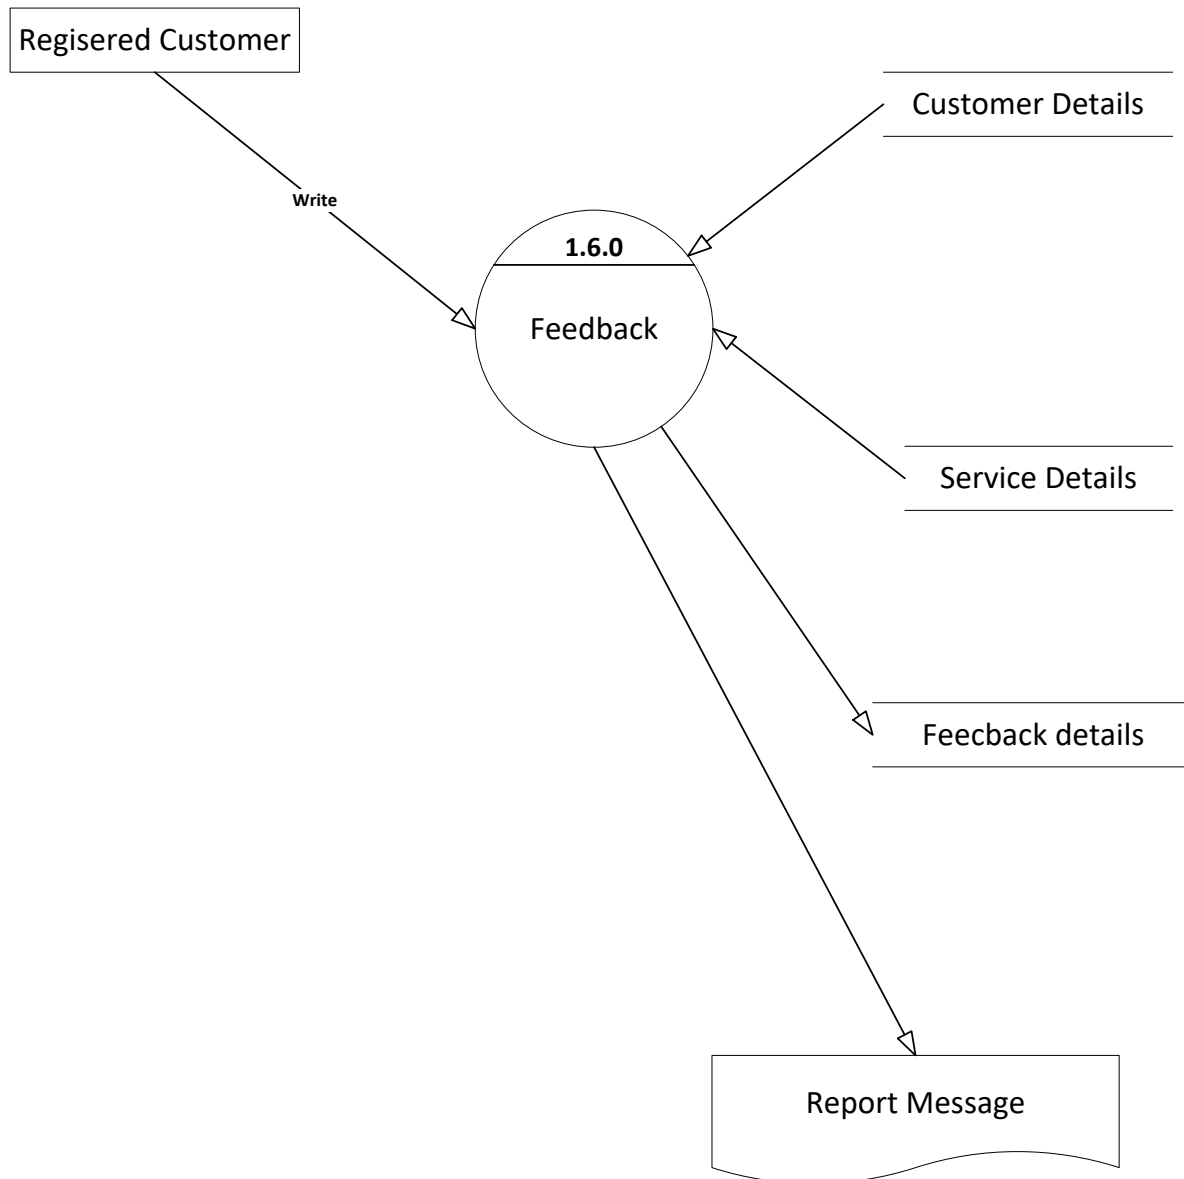 Regisered Customer
Customer Details
Write
1.6.0
Feedback
Service Details
Feecback details
Report Message